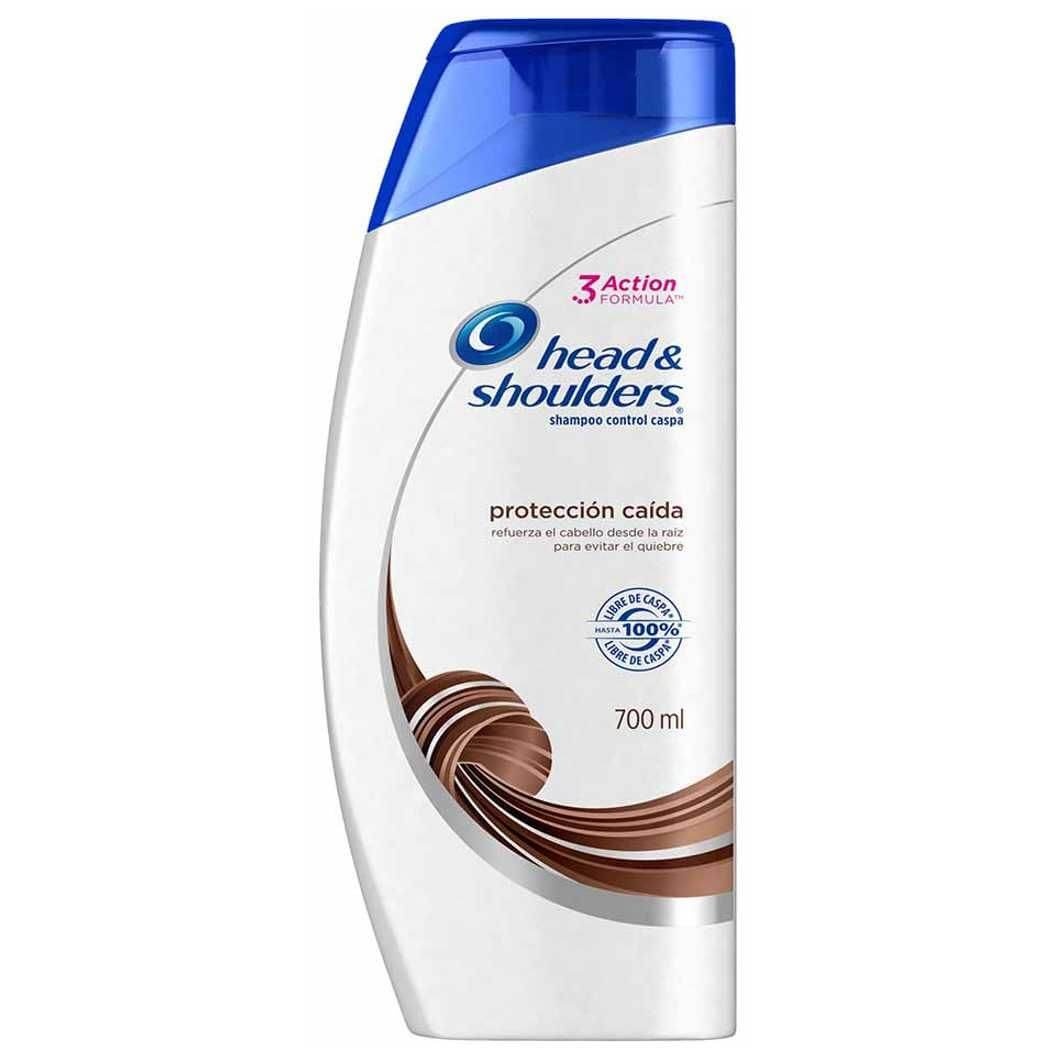 3 Action
FORMULA™
head &
shoulders®
shampoo control caspa
protección caída
refuerza el cabello desde la raíz
para evitar el quiebre
LIBRE DE CASPA*
HASTA 100%*
LIBRE DE CASPA*
700 ml